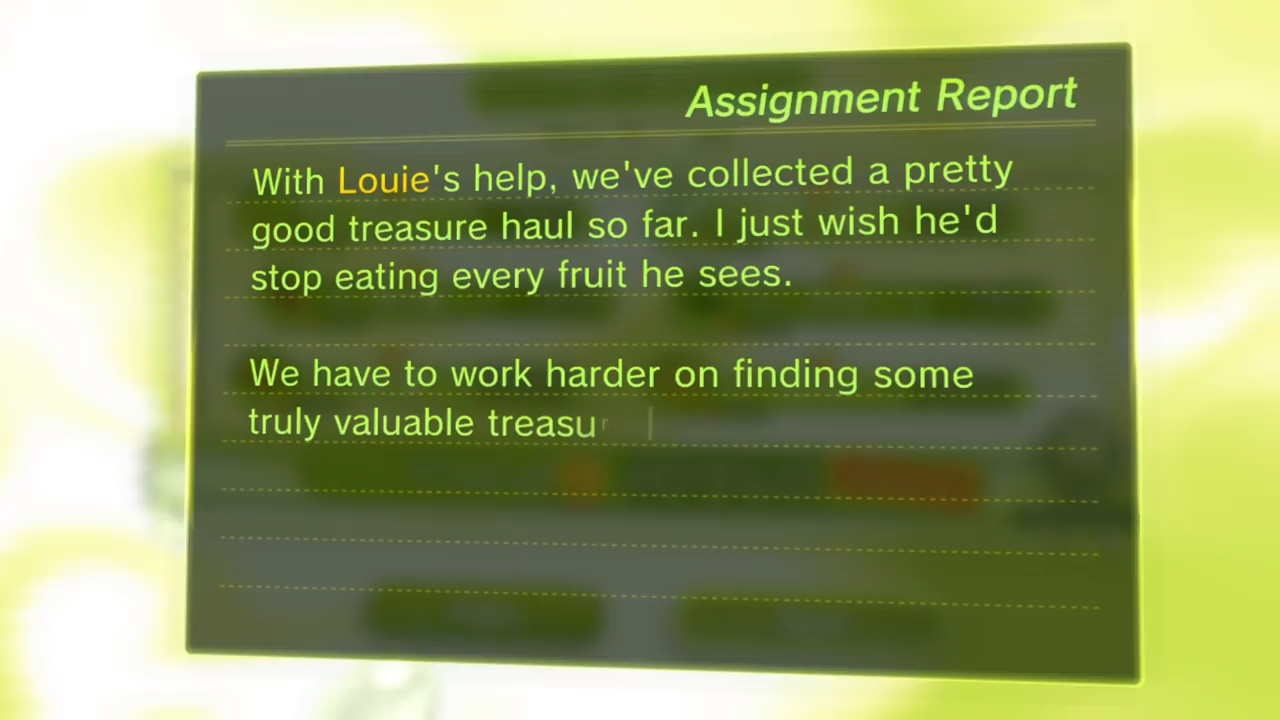 Assignment Report
With Louie's help, we've collected a pretty
good treasure haul so far. I just wish he'd
stop eating every fruit he sees.
We have to work harder on finding some
truly valuable treasur